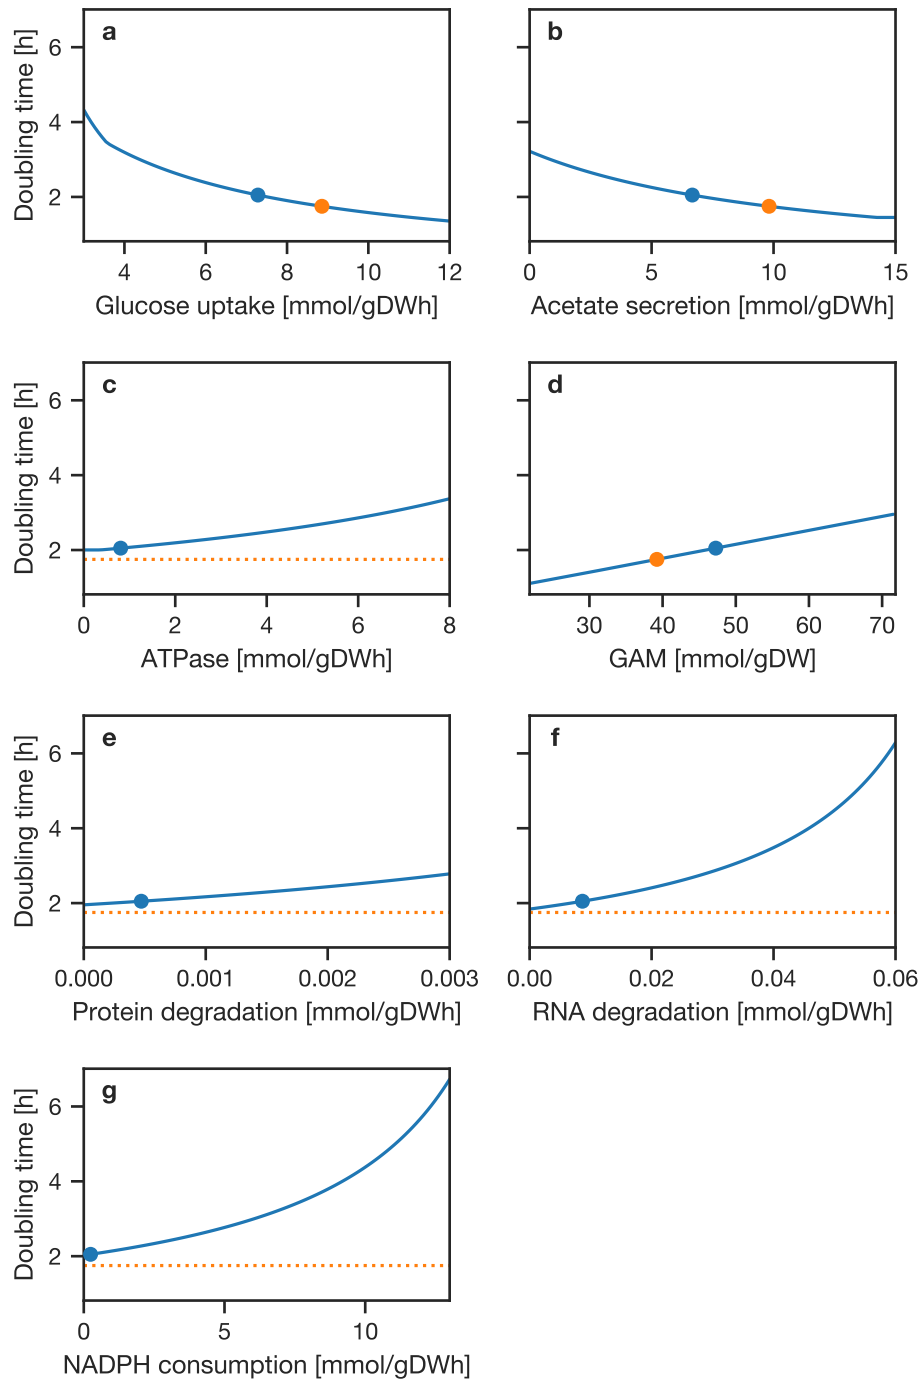 a
b
Doubling time [h]
6
4
2
4 6 8 10 12
0 5 10 15
Glucose uptake [mmol/gDWh]
Acetate secretion [mmol/gDWh]
c
d
Doubling time [h]
6
4
2
0 2 4 6 8
30 40 50 60 70
ATPase [mmol/gDWh]
GAM [mmol/gDW]
e
f
Doubling time [h]
6
4
2
0.000 0.001 0.002 0.003
0.00 0.02 0.04 0.06
Protein degradation [mmol/gDWh]
RNA degradation [mmol/gDWh]
g
Doubling time [h]
6
4
2
0 5 10
NADPH consumption [mmol/gDWh]